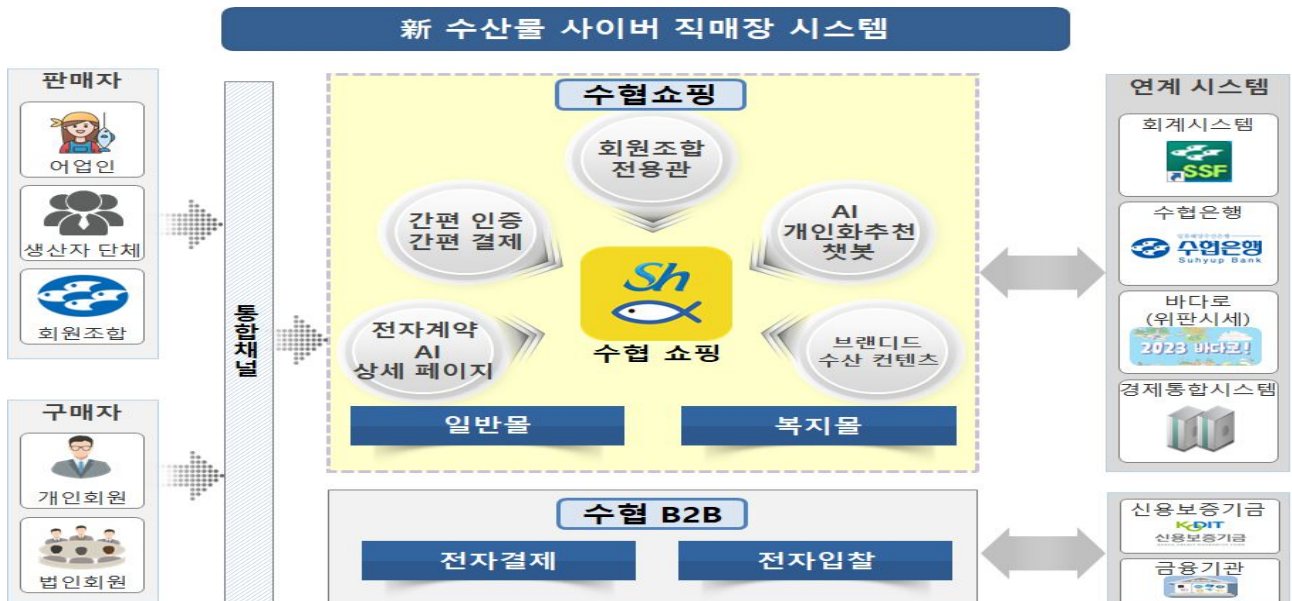 新 수산물 사이버 직매장 시스템
판매자
어업인
생산자 단체
회원조합
구매자
개인회원
법인회원
통합채널
수협쇼핑
회원조합
전용관
간편 인증
간편 결제
AI
개인화추천
챗봇
전자계약
AI
상세 페이지
브랜디드
수산 컨텐츠
Sh
수협 쇼핑
일반몰
복지몰
수협 B2B
전자결제
전자입찰
연계 시스템
회계시스템
SSF
수협은행
수협은행
Suhyup Bank
바다로
(위판시세)
2023 바다로!
경제통합시스템
신용보증기금
KODIT
신용보증기금
금융기관